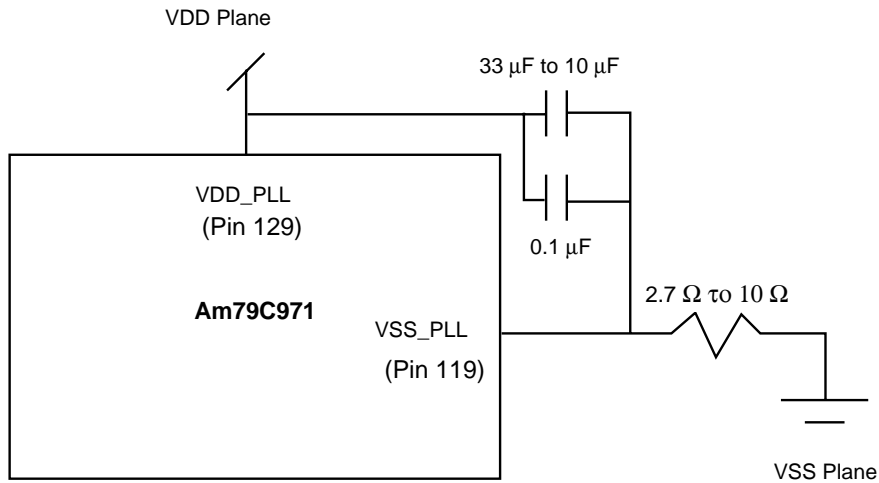 VDD Plane
33 μF to 10 μF
VDD_PLL
(Pin 129)
0.1 μF
Am79C971
2.7 Ω το 10 Ω
VSS_PLL
(Pin 119)
VSS Plane